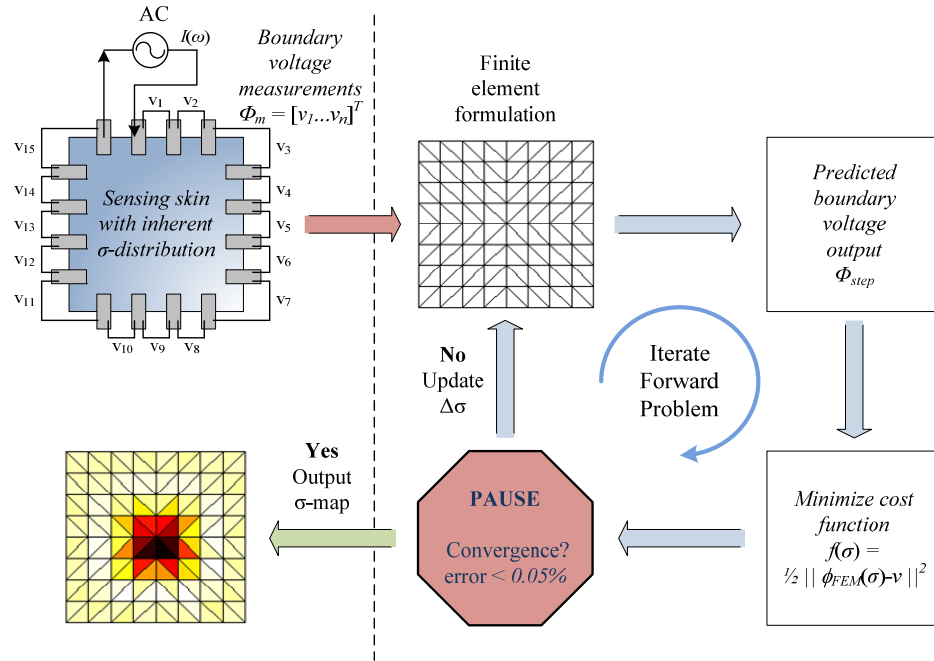 AC
I(ω)
Boundary
voltage
measurements
Φm = [v1...vn]T
v1
v2
v15
v3
v14
v4
v13
v5
v12
v6
v11
v7
v10
v9
v8
Sensing skin
with inherent
σ-distribution
Finite
element
formulation
Predicted
boundary
voltage
output
Φstep
No
Update
Δσ
Iterate
Forward
Problem
Yes
Output
σ-map
PAUSE
Convergence?
error < 0.05%
Minimize cost
function
f(σ) =
½ || ϕFEM(σ)-v ||2